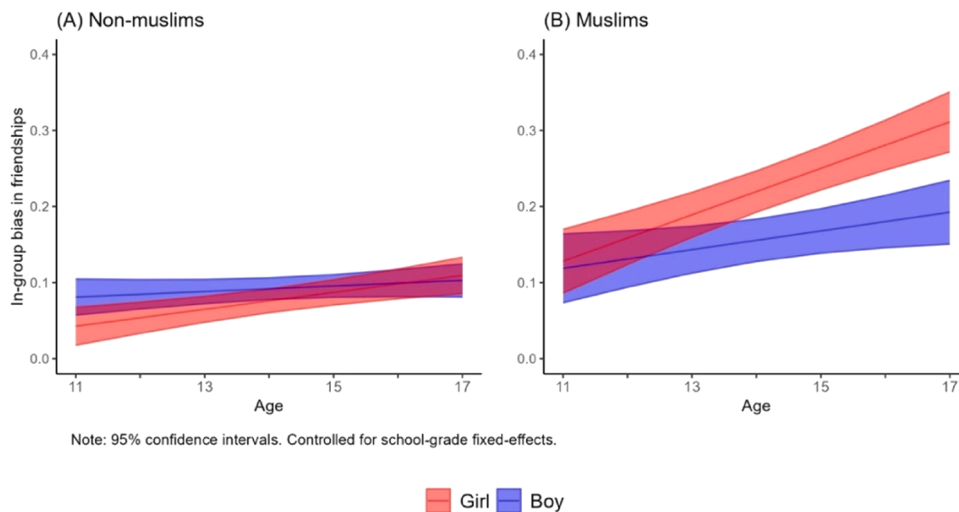 (A) Non-muslims
(B) Muslims
In-group bias in friendships
0.4
0.3
0.2
0.1
0.0
11 13 15 17
Age
0.4
0.3
0.2
0.1
0.0
11 13 15 17
Age
Note: 95% confidence intervals. Controlled for school-grade fixed-effects.
Girl Boy